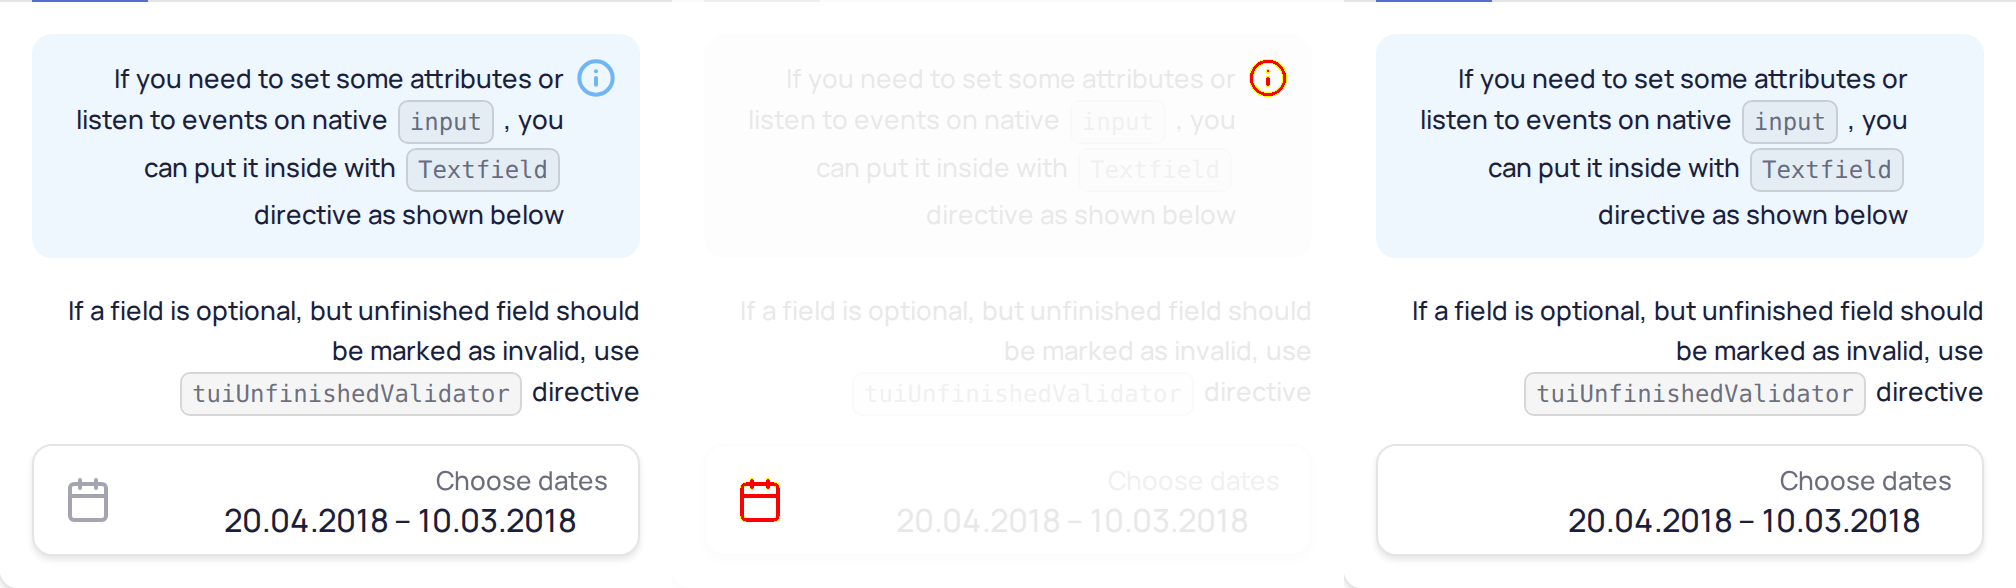 If you need to set some attributes or
listen to events on native input , you
can put it inside with Textfield
directive as shown below
If a field is optional, but unfinished field should
be marked as invalid, use
tuiUnfinishedValidator directive
Choose dates
20.04.2018 – 10.03.2018
If you need to set some attributes or
listen to events on native input , you
can put it inside with Textfield
directive as shown below
If a field is optional, but unfinished field should
be marked as invalid, use
tuiUnfinishedValidator directive
Choose dates
20.04.2018 – 10.03.2018
If you need to set some attributes or
listen to events on native input , you
can put it inside with Textfield
directive as shown below
If a field is optional, but unfinished field should
be marked as invalid, use
tuiUnfinishedValidator directive
Choose dates
20.04.2018 – 10.03.2018